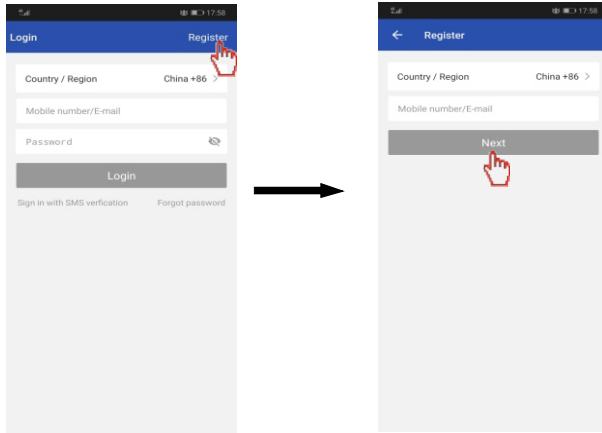 17:58
Login Register
Country / Region China +86 >
Mobile number/E-mail
Password
Login
Sign in with SMS verfication Forgot password
17:58
← Register
Country / Region China +86 >
Mobile number/E-mail
Next